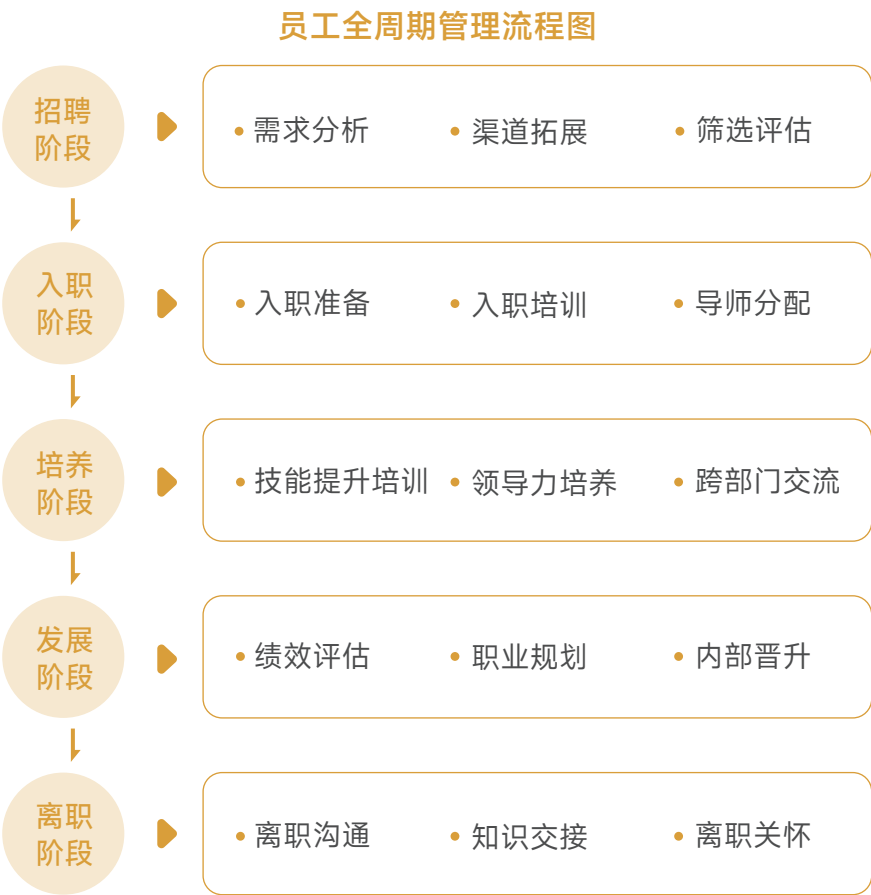 员工全周期管理流程图
招聘
阶段
• 需求分析 • 渠道拓展 • 筛选评估
入职
阶段
• 入职准备 • 入职培训 • 导师分配
培养
阶段
• 技能提升培训 • 领导力培养 • 跨部门交流
发展
阶段
• 绩效评估 • 职业规划 • 内部晋升
离职
阶段
• 离职沟通 • 知识交接 • 离职关怀